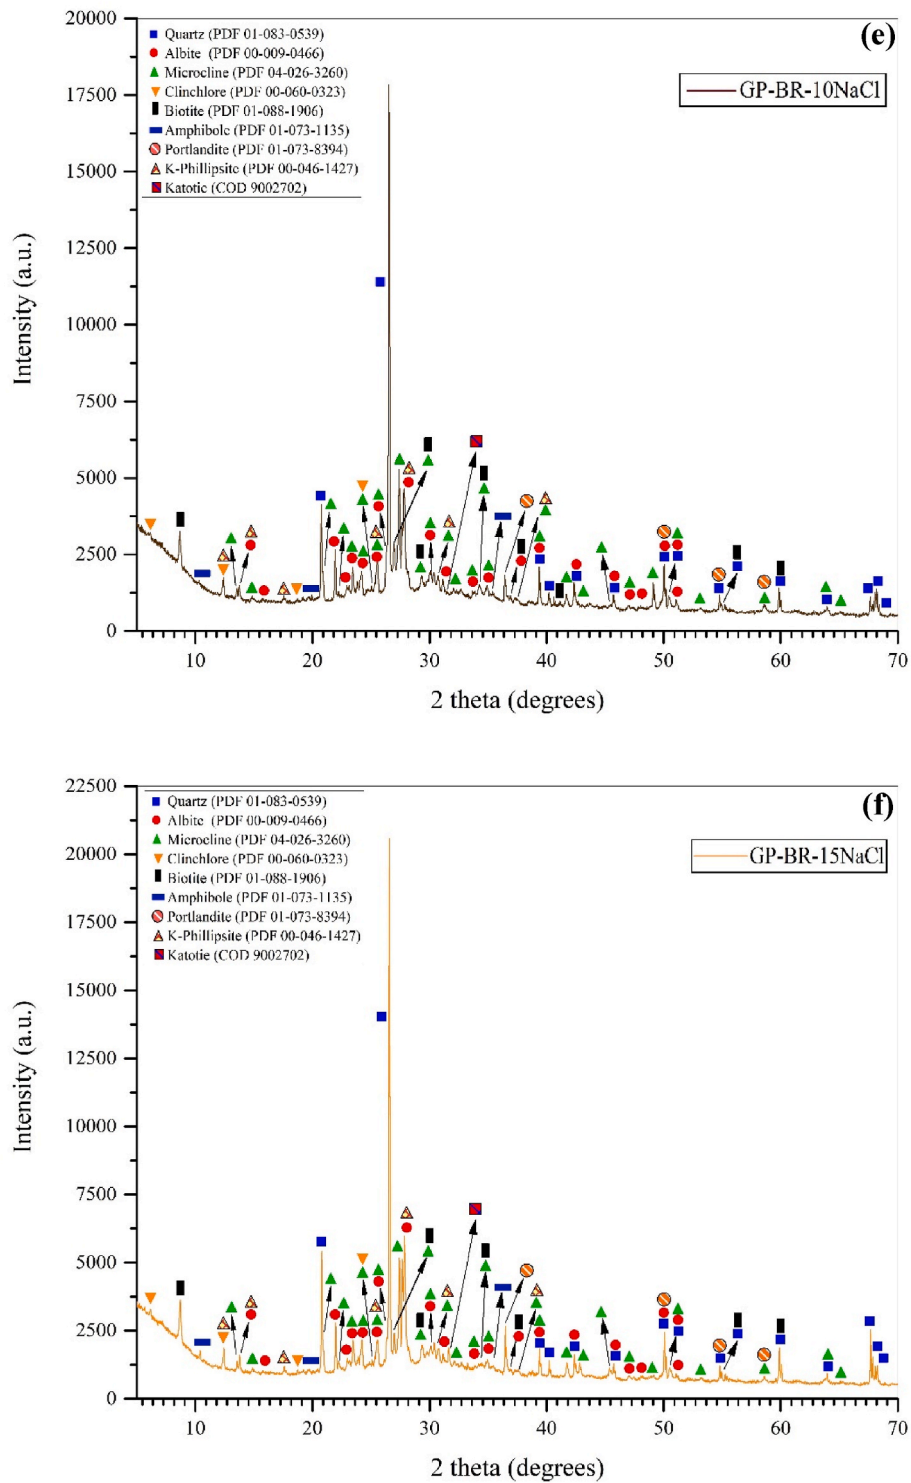 20000
(e)
Quartz (PDF 01-083-0539)
Albite (PDF 00-009-0466)
Microcline (PDF 04-026-3260)
Clinchlore (PDF 00-060-0323)
Biotite (PDF 01-088-1906)
Amphibole (PDF 01-073-1135)
Portlandite (PDF 01-073-8394)
K-Phillipsite (PDF 00-046-1427)
Katotie (COD 9002702)
GP-BR-10NaCl
17500
15000
12500
10000
7500
5000
2500
0
Intensity (a.u.)
10 20 30 40 50 60 70
2 theta (degrees)
22500
(f)
Quartz (PDF 01-083-0539)
Albite (PDF 00-009-0466)
Microcline (PDF 04-026-3260)
Clinchlore (PDF 00-060-0323)
Biotite (PDF 01-088-1906)
Amphibole (PDF 01-073-1135)
Portlandite (PDF 01-073-8394)
K-Phillipsite (PDF 00-046-1427)
Katotie (COD 9002702)
GP-BR-15NaCl
20000
17500
15000
12500
10000
7500
5000
2500
0
Intensity (a.u.)
10 20 30 40 50 60 70
2 theta (degrees)